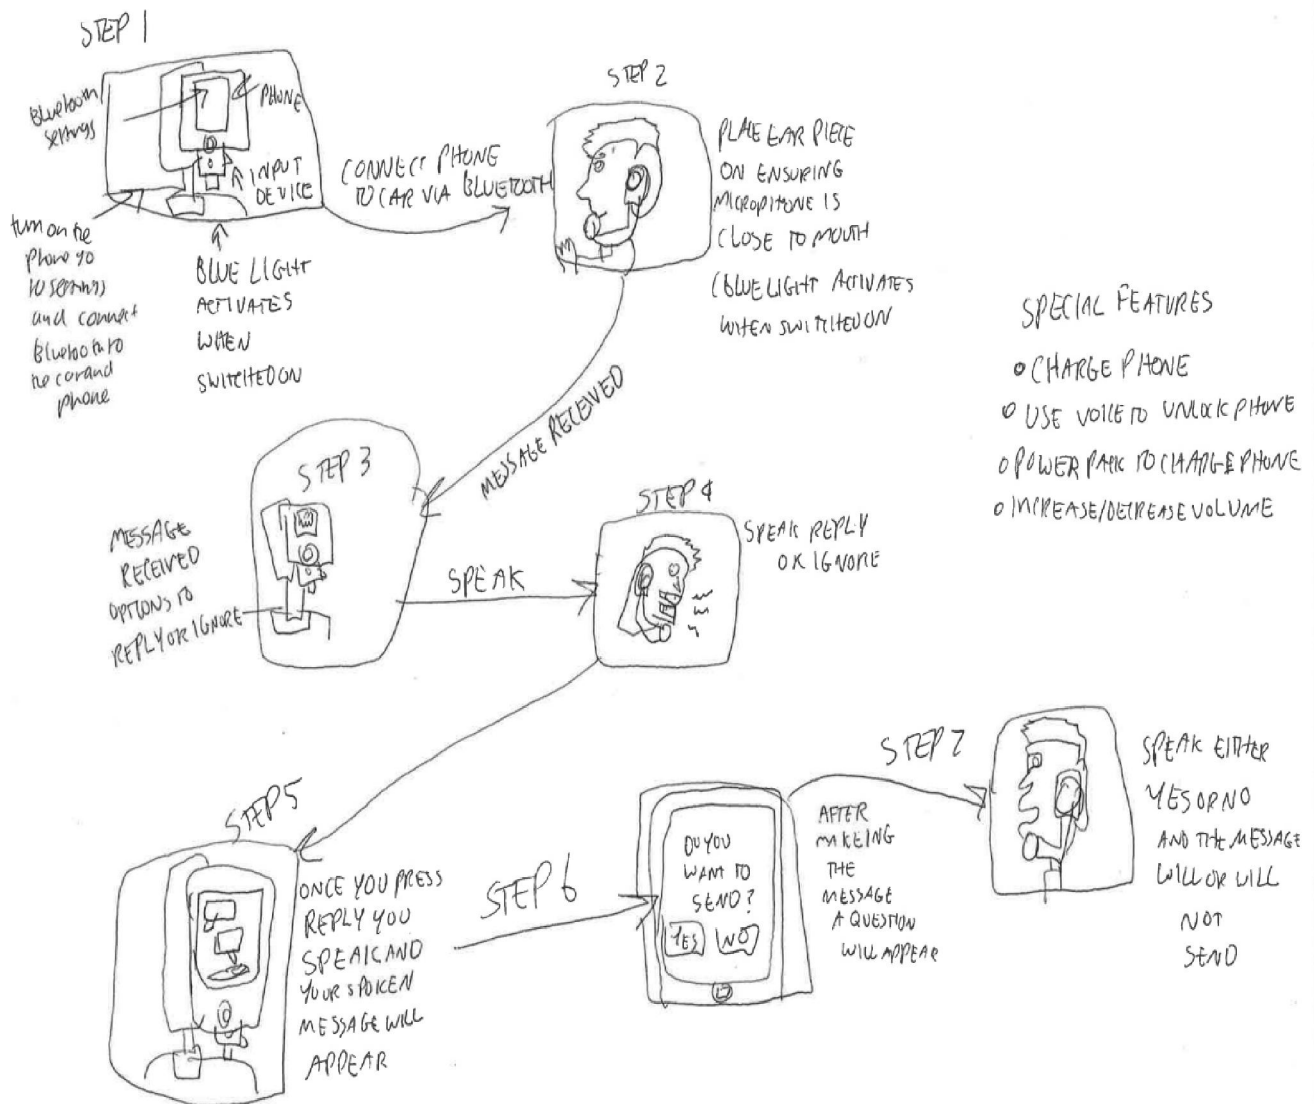 STEP 1
Bluetooth
settings
PHONE
INPUT
DEVICE
turn on the
phone go
to settings
and connect
Bluetooth to
the car and
phone
BLUE LIGHT
ACTIVATES
WHEN
SWITCHED ON
CONNECT PHONE
TO CAR VIA BLUETOOTH
STEP 2
PLACE EAR PIECE
ON ENSURING
MICROPHONE IS
CLOSE TO MOUTH
(BLUE LIGHT ACTIVATES
WHEN SWITCHED ON
MESSAGE RECEIVED
STEP 3
MESSAGE
RECEIVED
OPTIONS TO
REPLY OR IGNORE
SPEAK
STEP 4
SPEAK REPLY
OR IGNORE
SPECIAL FEATURES
CHARGE PHONE
USE VOICE TO UNLOCK PHONE
POWER PACK TO CHARGE PHONE
INCREASE/DECREASE VOLUME
STEP 5
ONCE YOU PRESS
REPLY YOU
SPEAK AND
YOUR SPOKEN
MESSAGE WILL
APPEAR
STEP 6
DO YOU
WANT TO
SEND?
YES NO
AFTER
MAKEING
THE
MESSAGE
A QUESTION
WILL APPEAR
STEP 7
SPEAK EITHER
YES OR NO
AND THE MESSAGE
WILL OR WILL
NOT
SEND